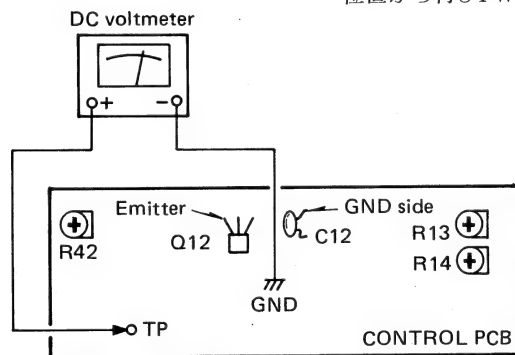 DC voltmeter
+ −
Emitter
GND side
R42
Q12
C12
R13
R14
GND
TP
CONTROL PCB